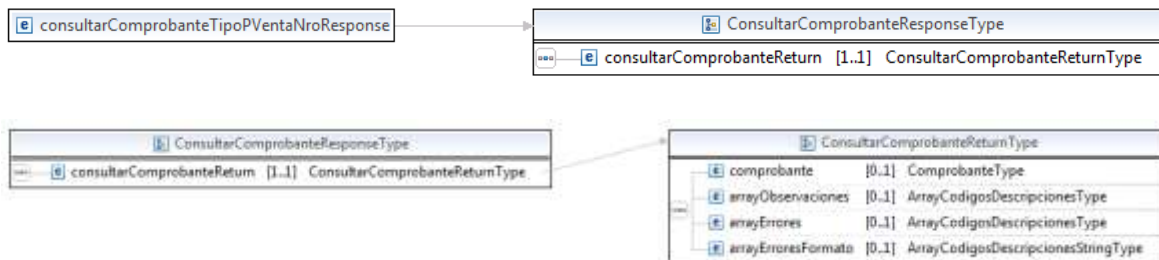 consultarComprobanteTipoPVentaNroResponse
ConsultarComprobanteResponseType
consultarComprobanteReturn [1..1] ConsultarComprobanteReturnType
ConsultarComprobanteResponseType
consultarComprobanteReturn [1..1] ConsultarComprobanteReturnType
ConsultarComprobanteReturnType
comprobante [0..1] ComprobanteType
arrayObservaciones [0..1] ArrayCodigosDescripcionesType
arrayErrores [0..1] ArrayCodigosDescripcionesType
arrayErroresFormato [0..1] ArrayCodigosDescripcionesStringType